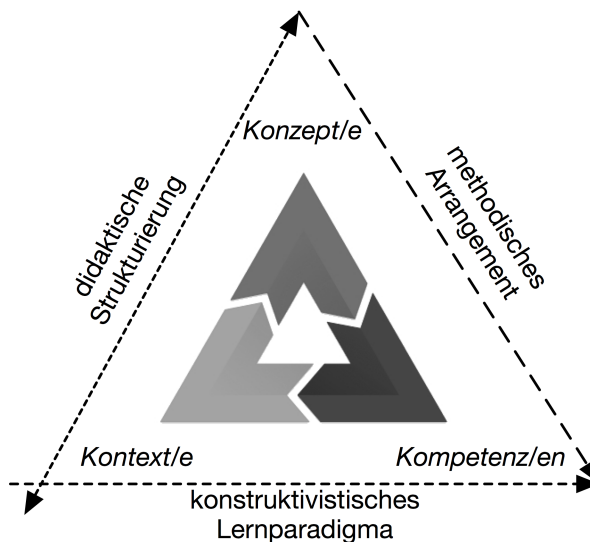 Konzept/e
didaktische
Strukturierung
methodisches
Arrangement
Kontext/e
Kompetenz/en
konstruktivistisches
Lernparadigma